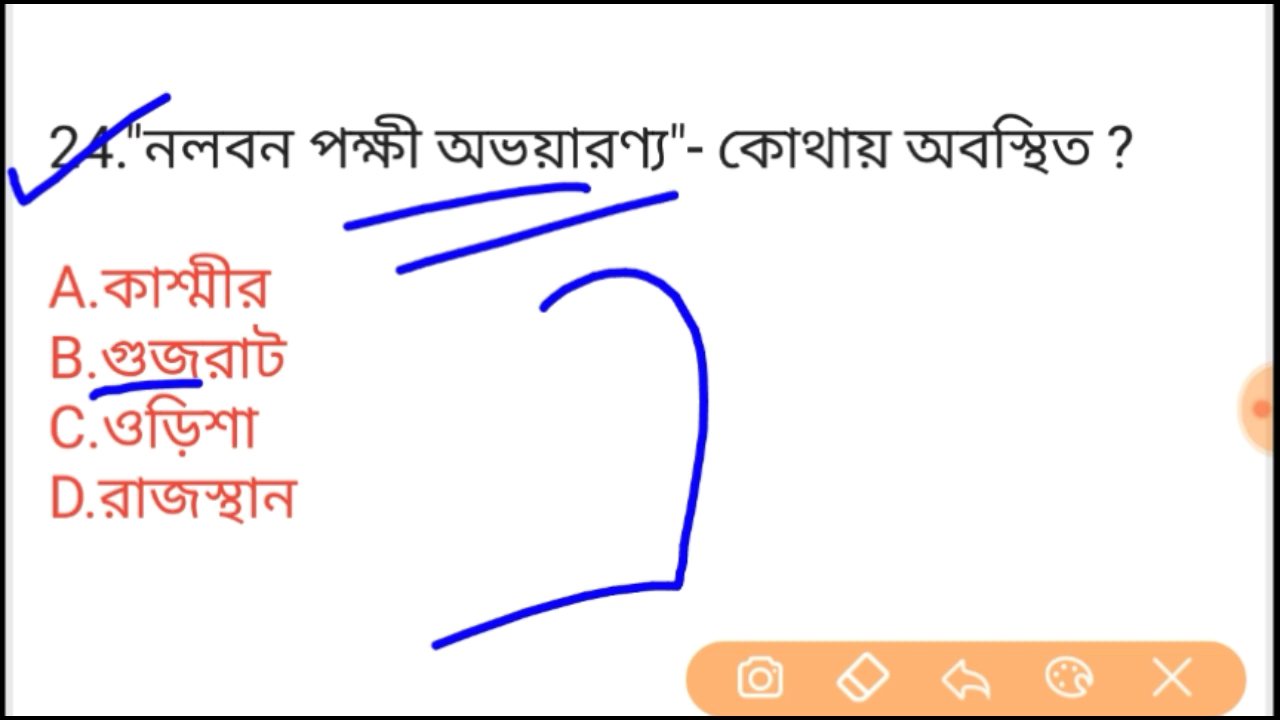 24."নলবন পক্ষী অভয়ারণ্য"- কোথায় অবস্থিত ?
A.কাশ্মীর
B.গুজরাট
C.ওড়িশা
D.রাজস্থান